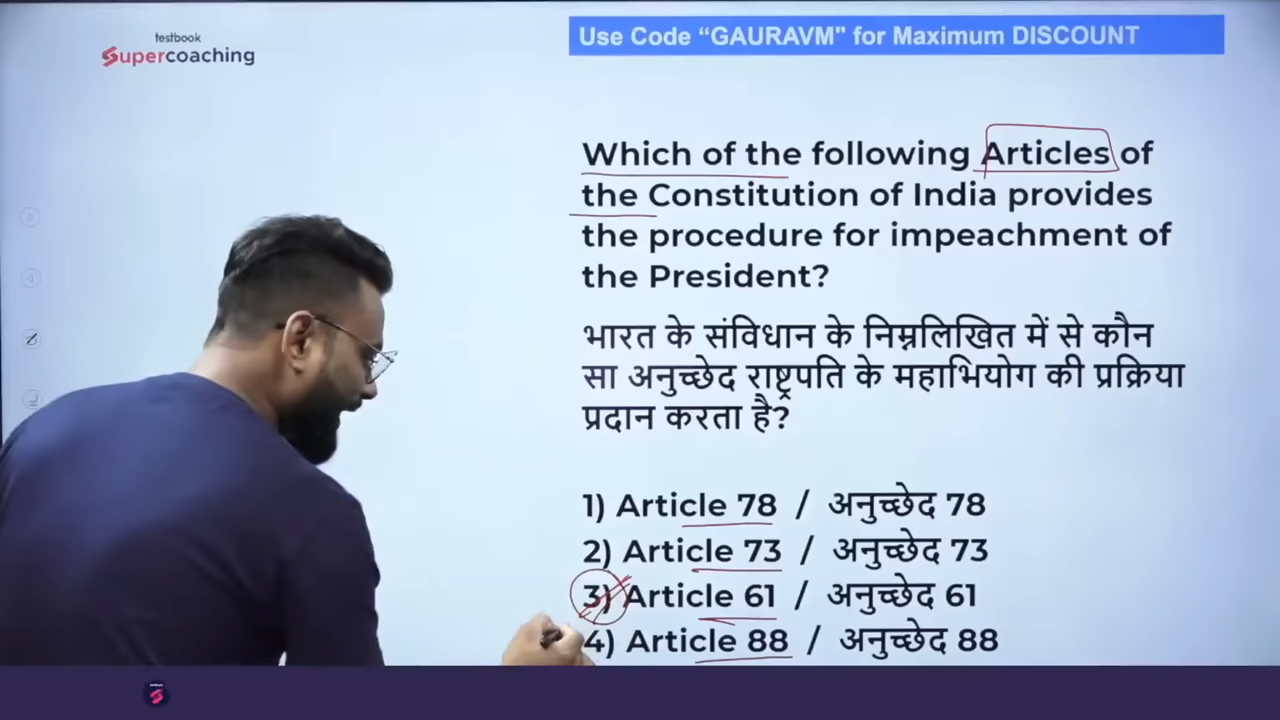 testbook
Supercoaching
Use Code “GAURAVM" for Maximum DISCOUNT
Which of the following Articles of
the Constitution of India provides
the procedure for impeachment of
the President?
भारत के संविधान के निम्नलिखित में से कौन
सा अनुच्छेद राष्ट्रपति के महाभियोग की प्रक्रिया
प्रदान करता है?
1) Article 78 / अनुच्छेद 78
2) Article 73 / अनुच्छेद 73
3) Article 61 / अनुच्छेद 61
4) Article 88 / अनुच्छेद 88